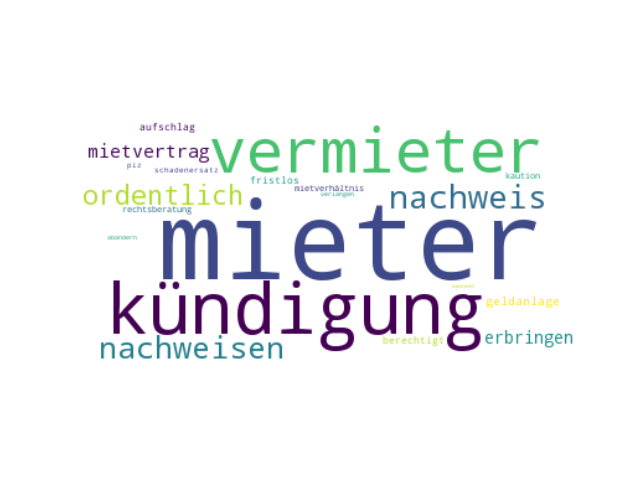 aufschlag
vermieter
mietvertrag
piz
schadenersatz
kaution
fristlos
mietverhältnis
ordentlich
verlangen
nachweis
rechtsberatung
mieter
abändern
kündigung
geldanlage
erbringen
berechtigt
nachweisen